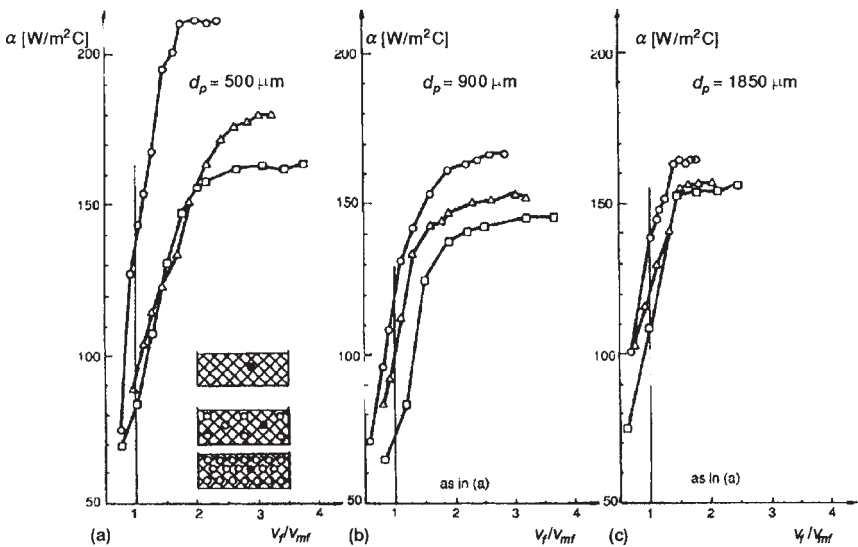 α [W/m²C]
200
d_p = 500 μm
150
100
50
1
2
3
4
(a)
v_f/v_mf
α [W/m²C]
200
d_p = 900 μm
150
100
as in (a)
50
1
2
3
4
(b)
v_f/v_mf
α [W/m²C]
200
d_p = 1850 μm
150
100
as in (a)
50
1
2
3
4
(c)
v_f/v_mf